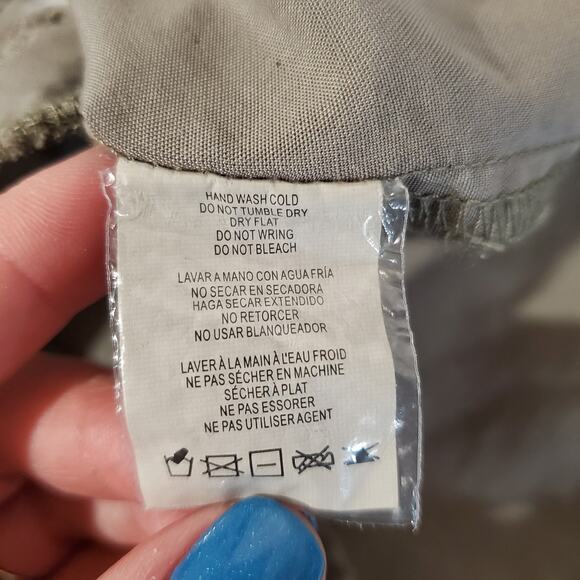 HAND WASH COLD
DO NOT TUMBLE DRY
DRY FLAT
DO NOT WRING
DO NOT BLEACH
LAVAR A MANO CON AGUA FRÍA
NO SECAR EN SECADORA
HAGA SECAR EXTENDIDO
NO RETORCER
NO USAR BLANQUEADOR
LAVER À LA MAIN À L'EAU FROID
NE PAS SÉCHER EN MACHINE
SÉCHER À PLAT
NE PAS ESSORER
NE PAS UTILISER AGENT